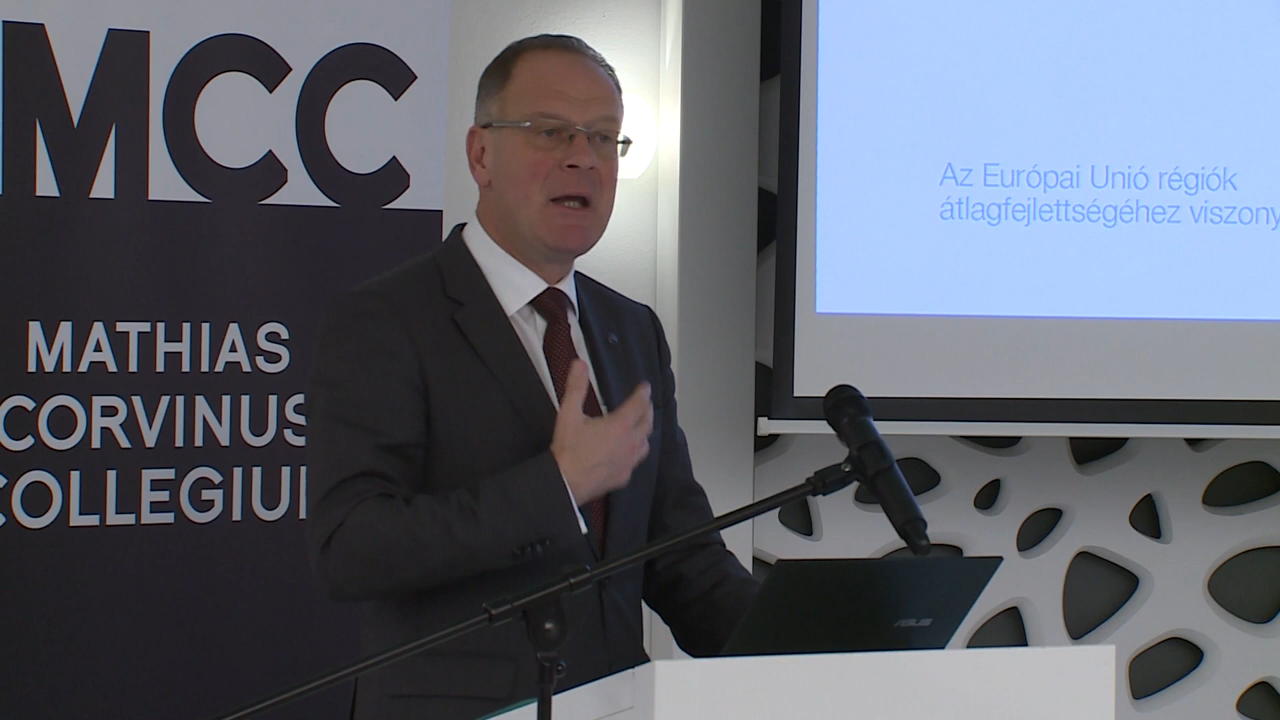 MCC
MATHIAS
CORVINUS
COLLEGIU
Az Európai Unió régiók
átlagfejlettségéhez viszony
ASUS